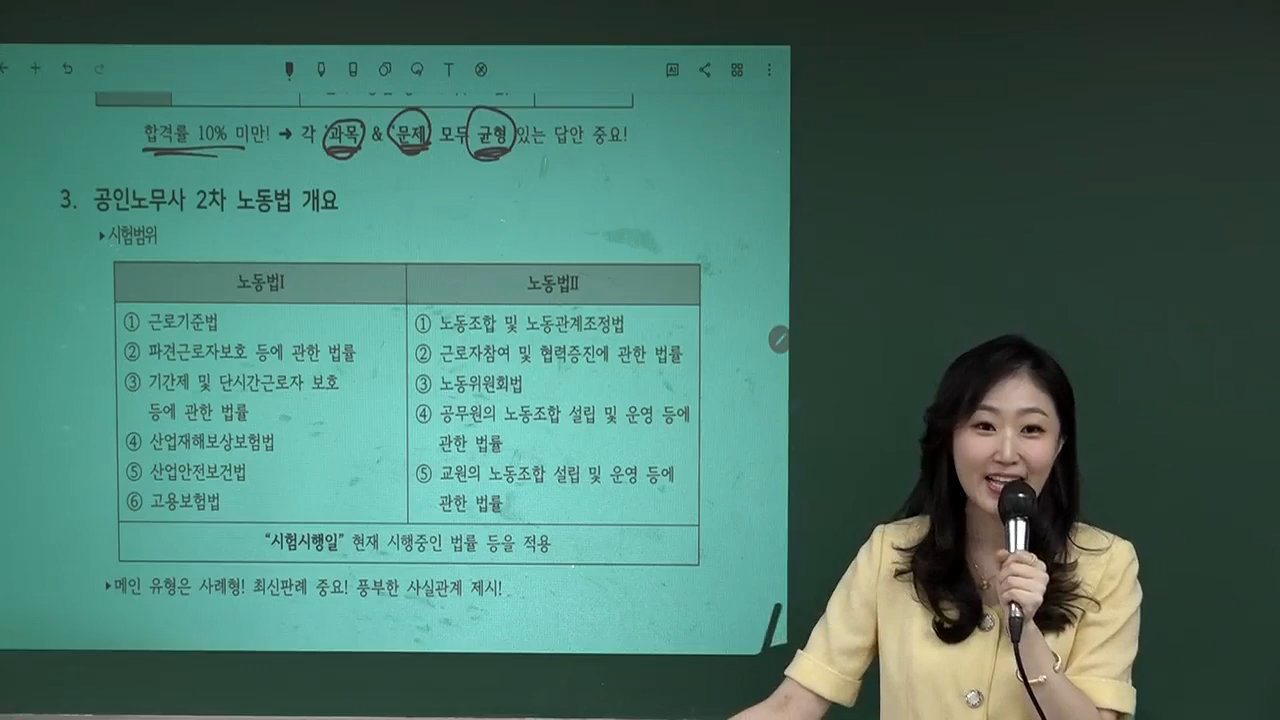 합격률 10% 미만! ➜ 각 '과목 & '문제 모두 균형 있는 답안 중요!
3. 공인노무사 2차 노동법 개요
▸시험범위
노동법Ⅰ
① 근로기준법
② 파견근로자보호 등에 관한 법률
③ 기간제 및 단시간근로자 보호
등에 관한 법률
④ 산업재해보상보험법
⑤ 산업안전보건법
⑥ 고용보험법
노동법Ⅱ
① 노동조합 및 노동관계조정법
② 근로자참여 및 협력증진에 관한 법률
③ 노동위원회법
④ 공무원의 노동조합 설립 및 운영 등에
관한 법률
⑤ 교원의 노동조합 설립 및 운영 등에
관한 법률
“시험시행일” 현재 시행중인 법률 등을 적용
▸메인 유형은 사례형! 최신판례 중요! 풍부한 사실관계 제시!